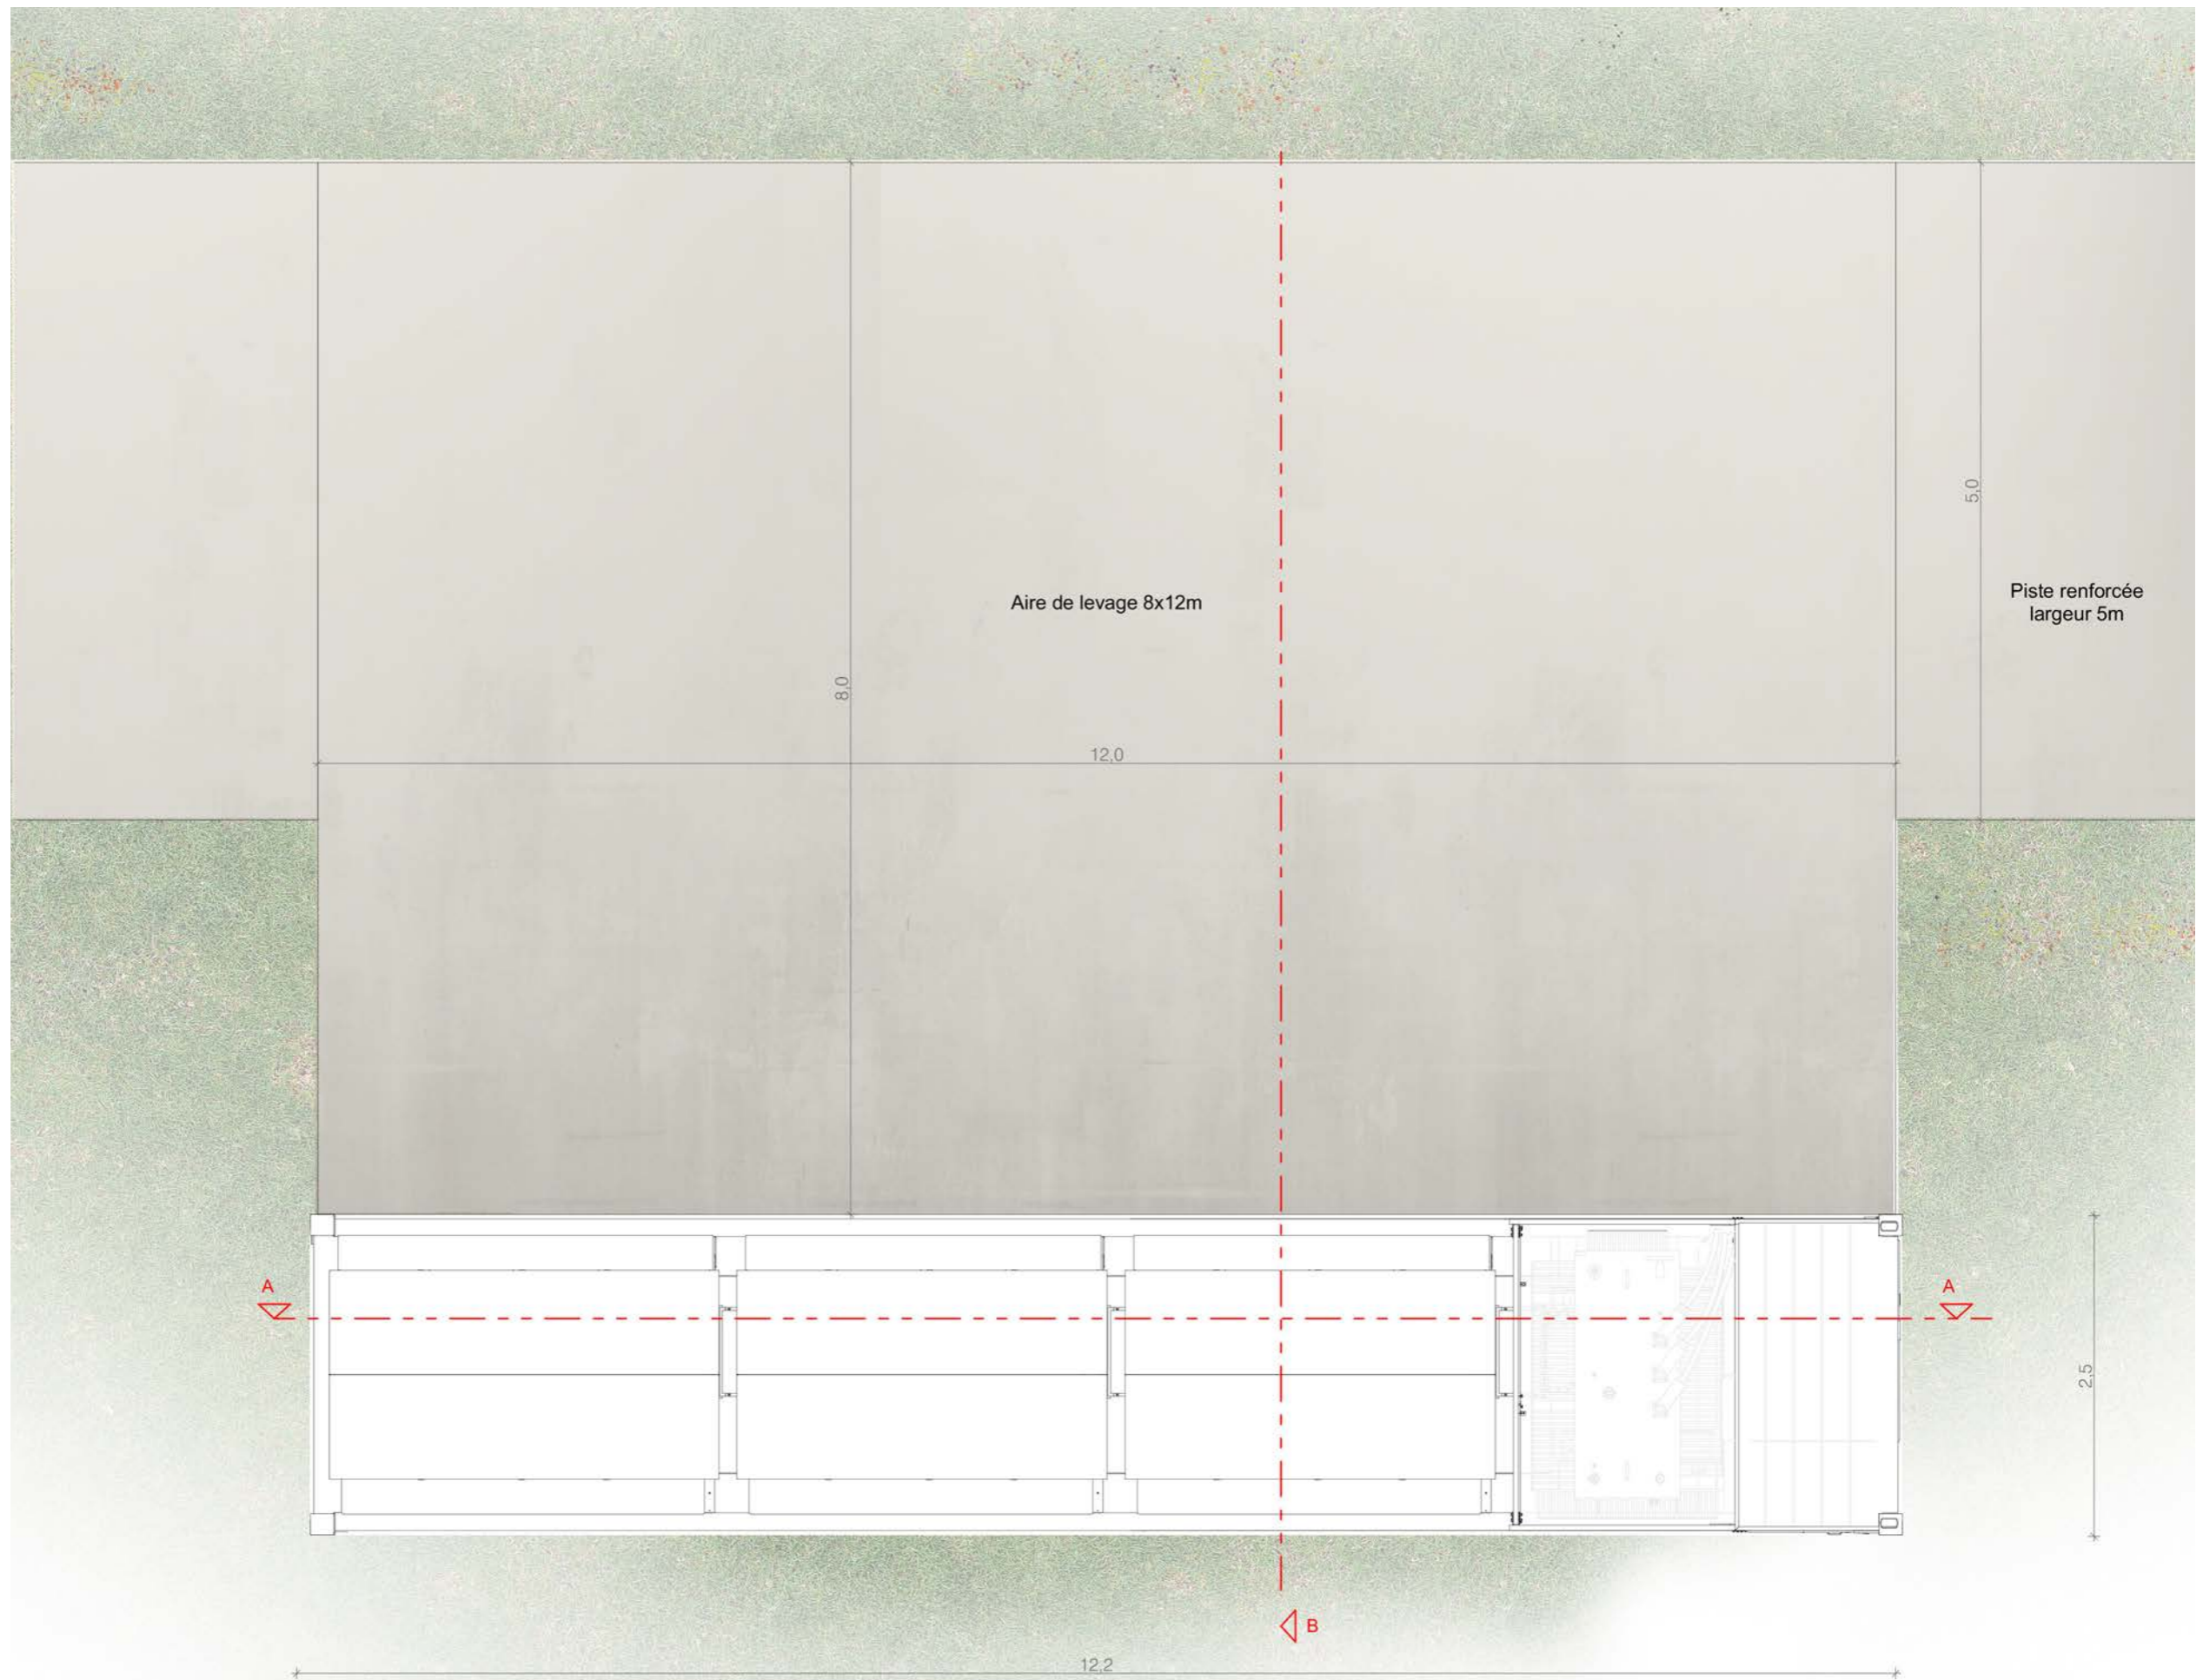 5,0
Aire de levage 8x12m
Piste renforcée
largeur 5m
8,0
12,0
A
A
2,5
B
12,2